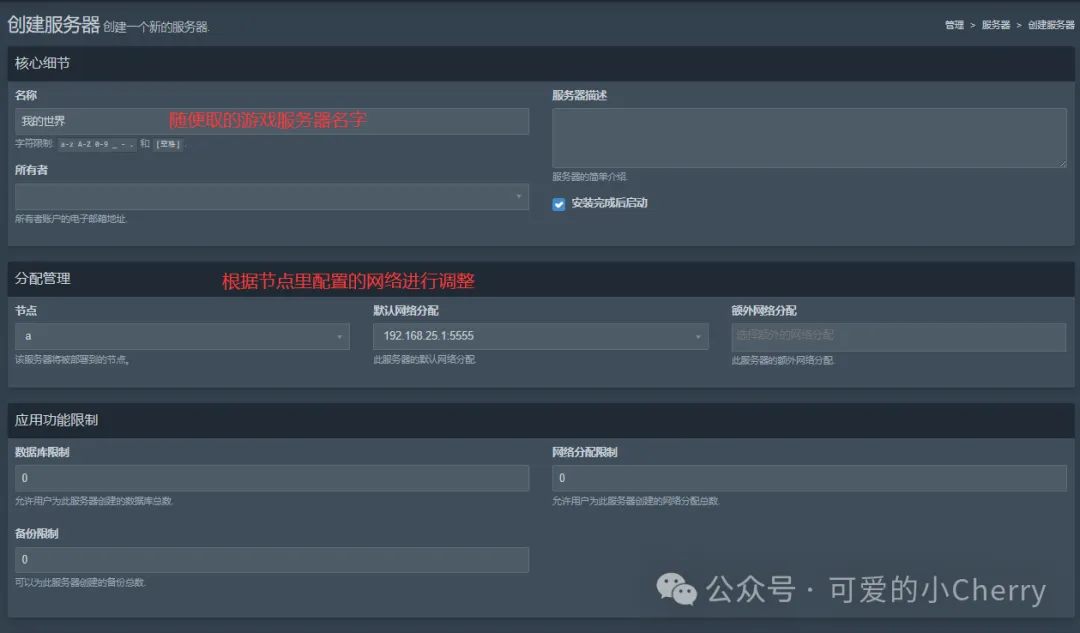 创建服务器 创建一个新的服务器.
管理 > 服务器 > 创建服务器
核心细节
名称
我的世界
随便取的游戏服务器名字
字符限制: a-z A-Z 0-9 _ - . 和 [空格].
所有者
所有者账户的电子邮箱地址.
服务器描述
服务器的简单介绍.
安装完成后启动
分配管理
根据节点里配置的网络进行调整
节点
a
该服务器将被部署到的节点。
默认网络分配
192.168.25.1:5555
此服务器的默认网络分配.
额外网络分配
选择额外的网络分配
此服务器的额外网络分配.
应用功能限制
数据库限制
0
允许用户为此服务器创建的数据库总数.
网络分配限制
0
允许用户为此服务器创建的网络分配总数.
备份限制
0
可以为此服务器创建的备份总数.
公众号 · 可爱的小Cherry